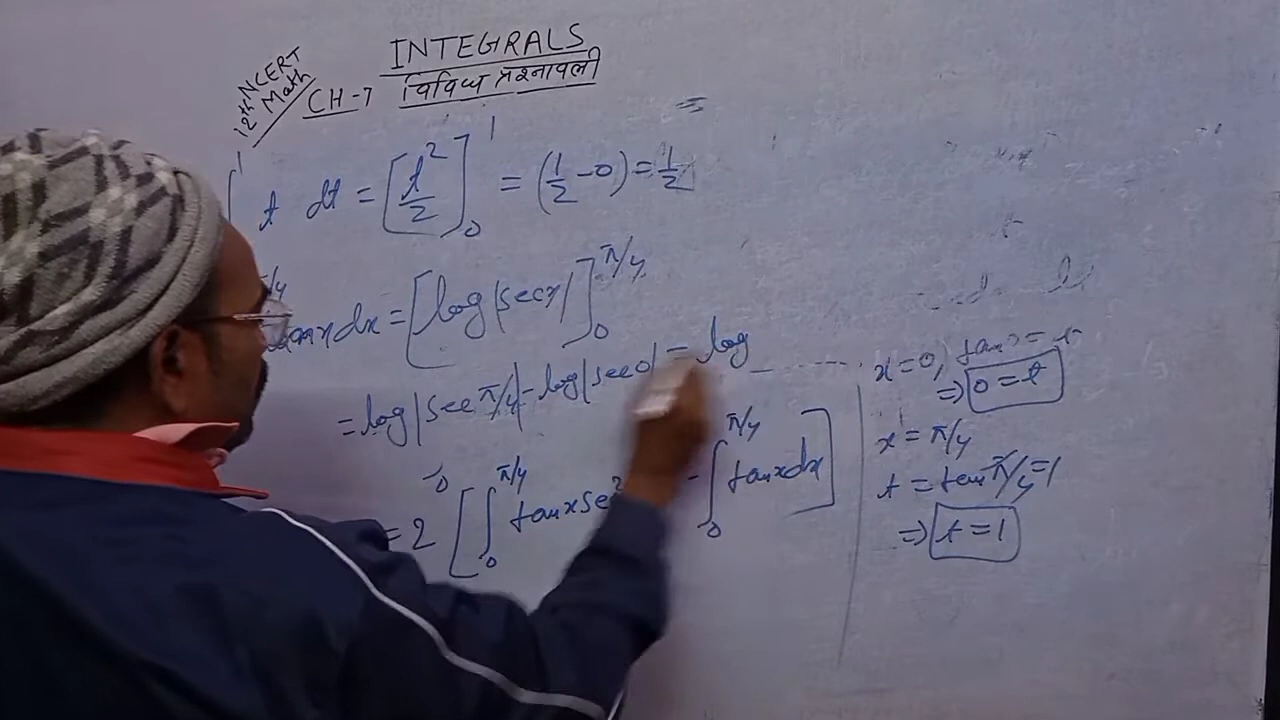 INTEGRALS
12th NCERT
Math
CH-7 विविध प्रश्नावली
t dt = [t²/2]₀¹ = (1/2 - 0) = 1/2
π/4
tanx dx = [log|secx|]₀^π/4
= log|sec π/4| - log|sec 0| = log
= 2 [∫₀^π/4 tanx sec² - ∫₀^π/4 tanx dx]
x = 0, tan 0 = t
⇒ 0 = t
x = π/4
t = tan π/4 = 1
⇒ t = 1